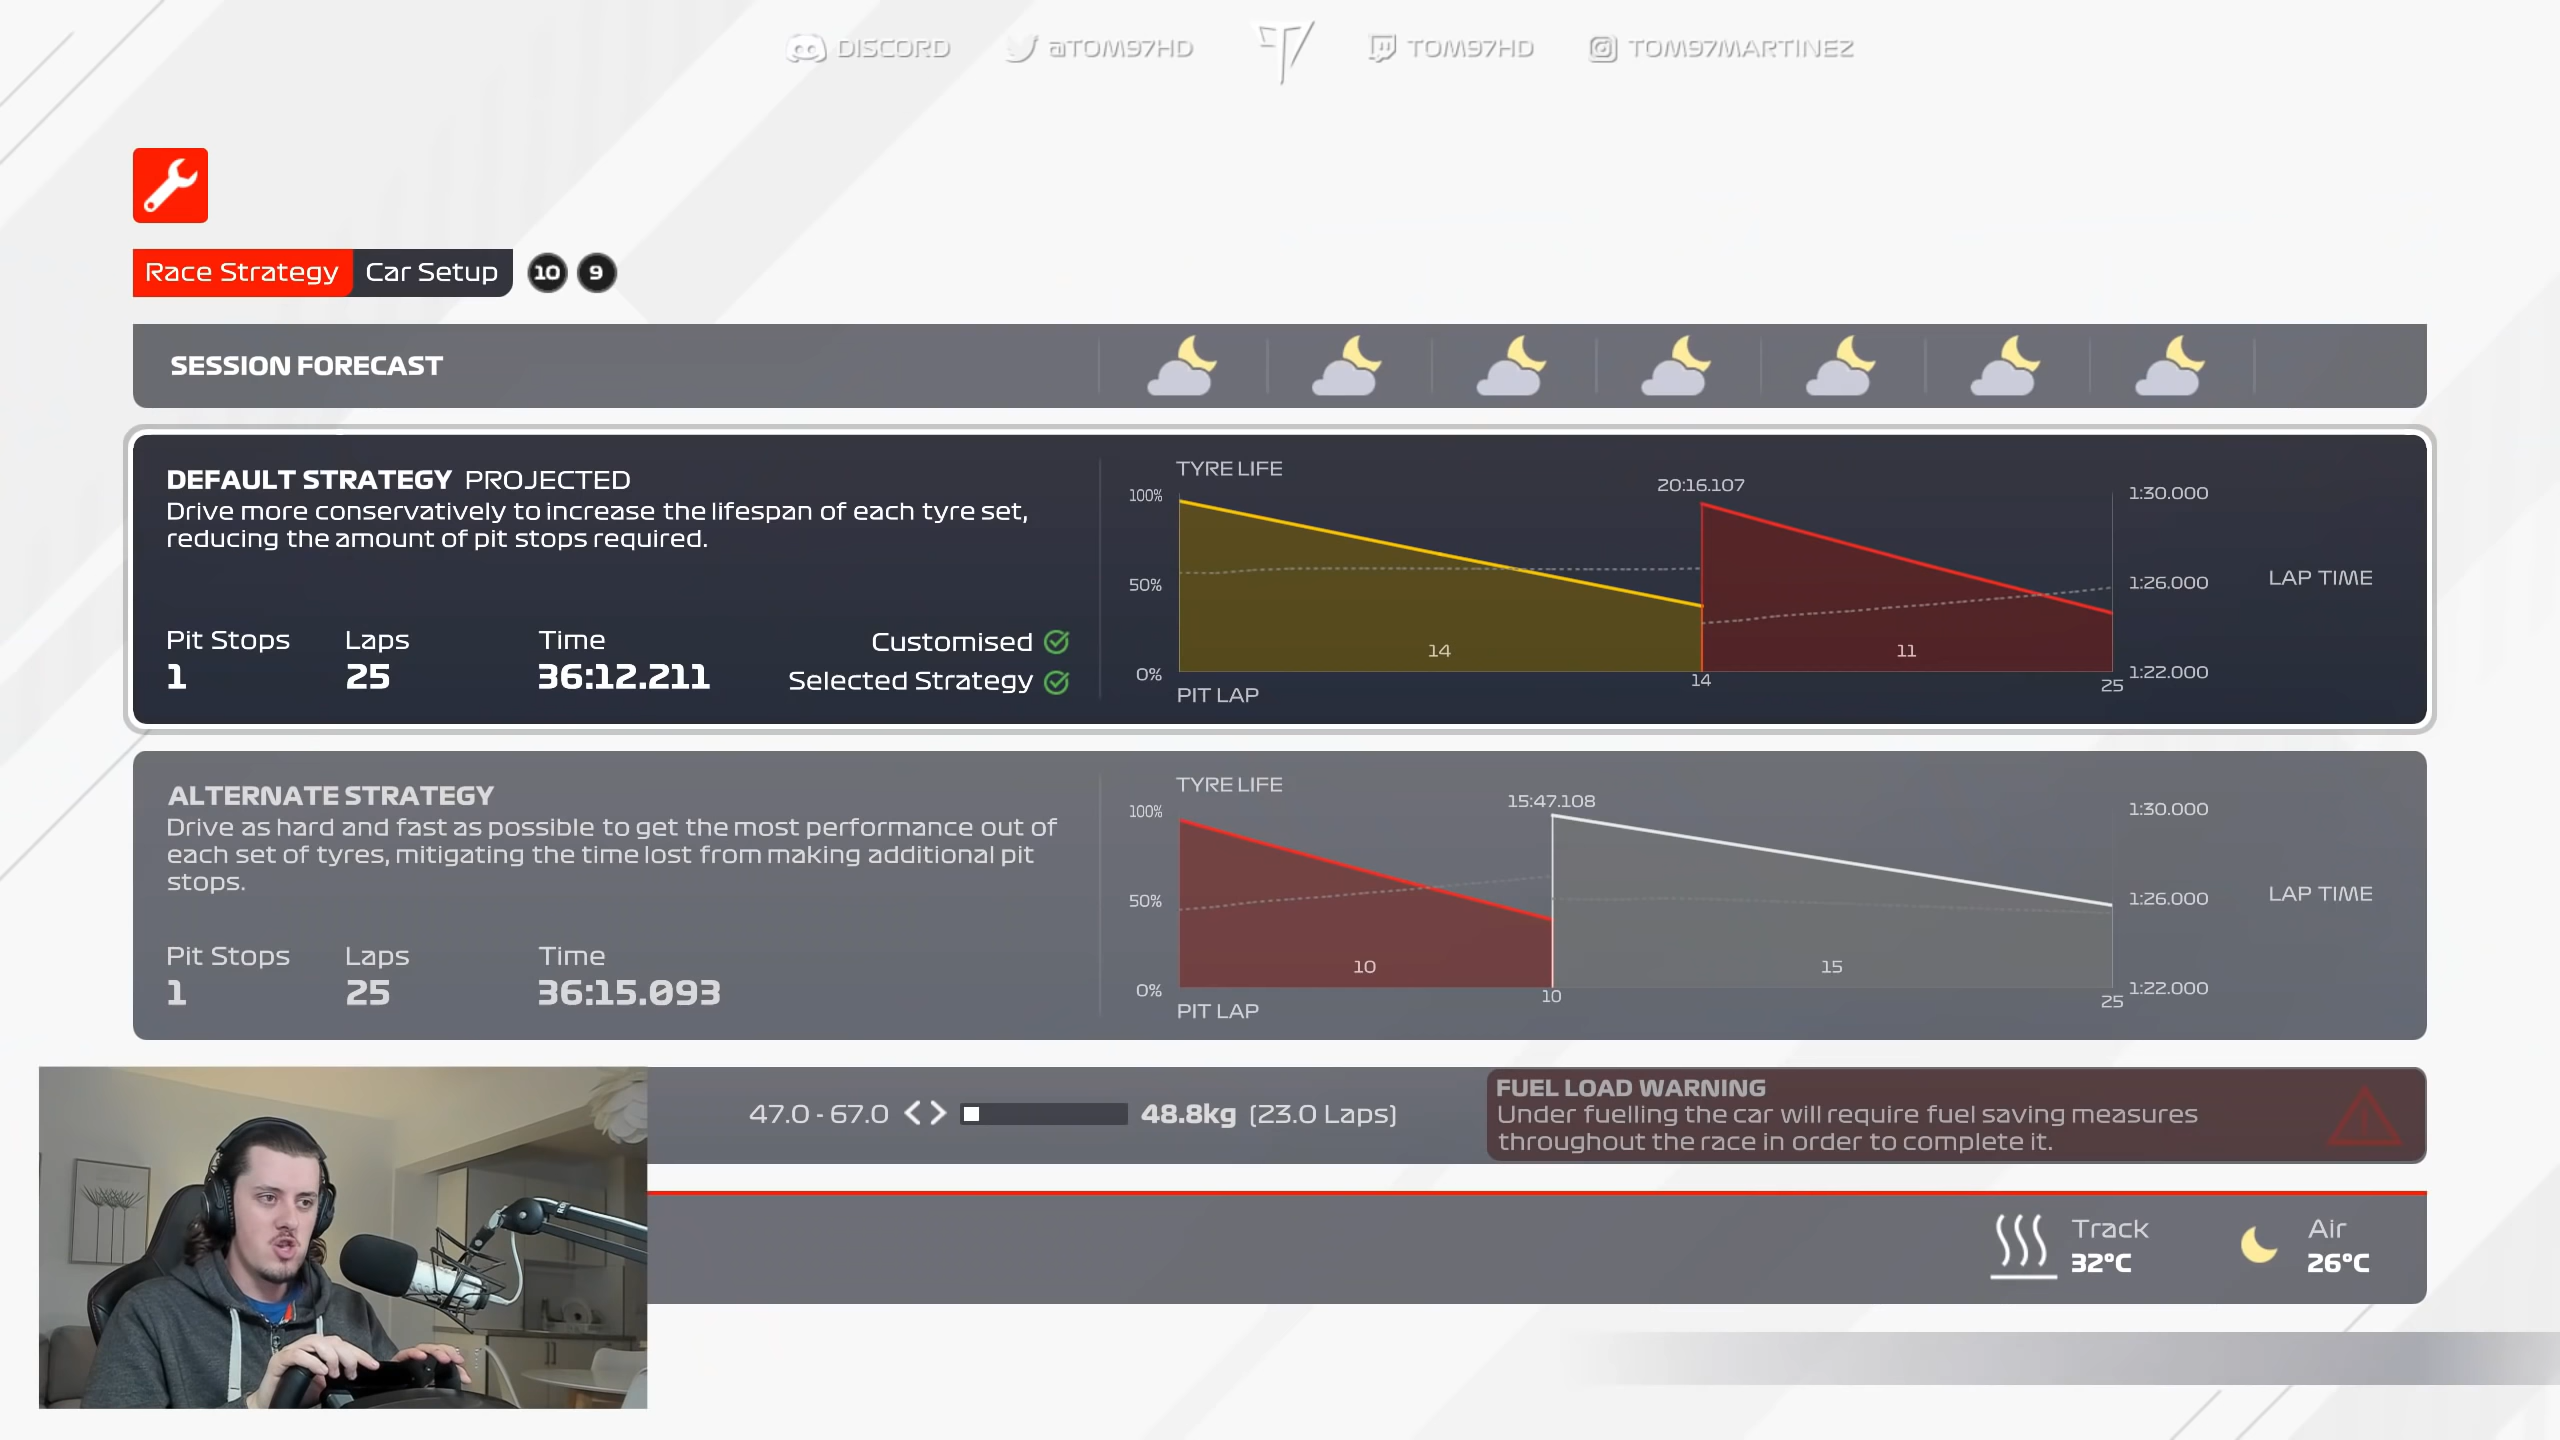 DISCORD
@TOM97HD
TOM97HD
TOM97MARTINEZ
Race Strategy
Car Setup
10
9
SESSION FORECAST
DEFAULT STRATEGY PROJECTED
Drive more conservatively to increase the lifespan of each tyre set,
reducing the amount of pit stops required.
Pit Stops
1
Laps
25
Time
36:12.211
Customised
Selected Strategy
TYRE LIFE
100%
50%
0%
PIT LAP
20:16.107
14
11
14
25
1:30.000
1:26.000
1:22.000
LAP TIME
ALTERNATE STRATEGY
Drive as hard and fast as possible to get the most performance out of
each set of tyres, mitigating the time lost from making additional pit
stops.
Pit Stops
1
Laps
25
Time
36:15.093
TYRE LIFE
100%
50%
0%
PIT LAP
15:47.108
10
15
10
25
1:30.000
1:26.000
1:22.000
LAP TIME
47.0 - 67.0
48.8kg (23.0 Laps)
FUEL LOAD WARNING
Under fuelling the car will require fuel saving measures
throughout the race in order to complete it.
Track
32°C
Air
26°C